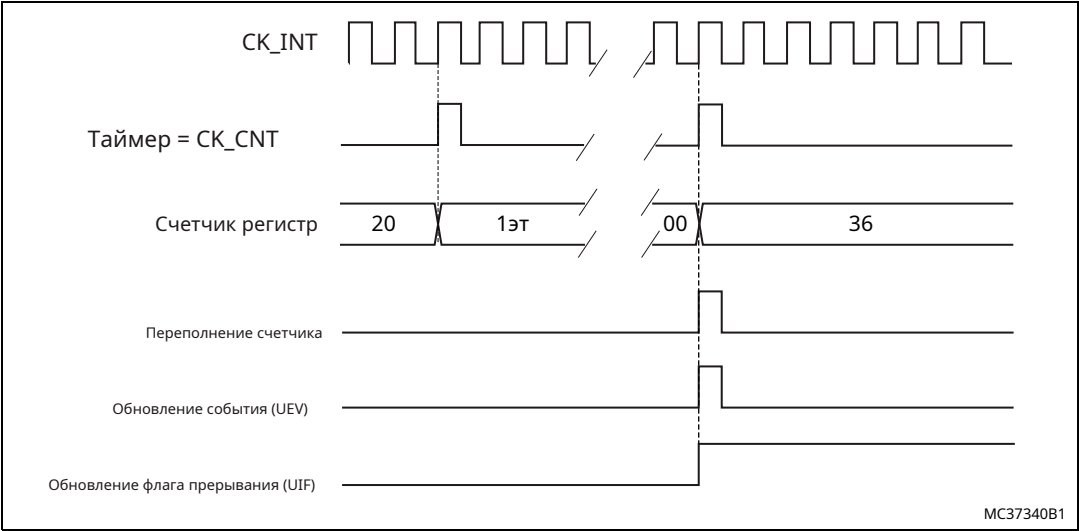 CK_INT
Таймер = CK_CNT
Счетчик регистр 20 1эт 00 36
Переполнение счетчика
Обновление события (UEV)
Обновление флага прерывания (UIF)
MC37340B1